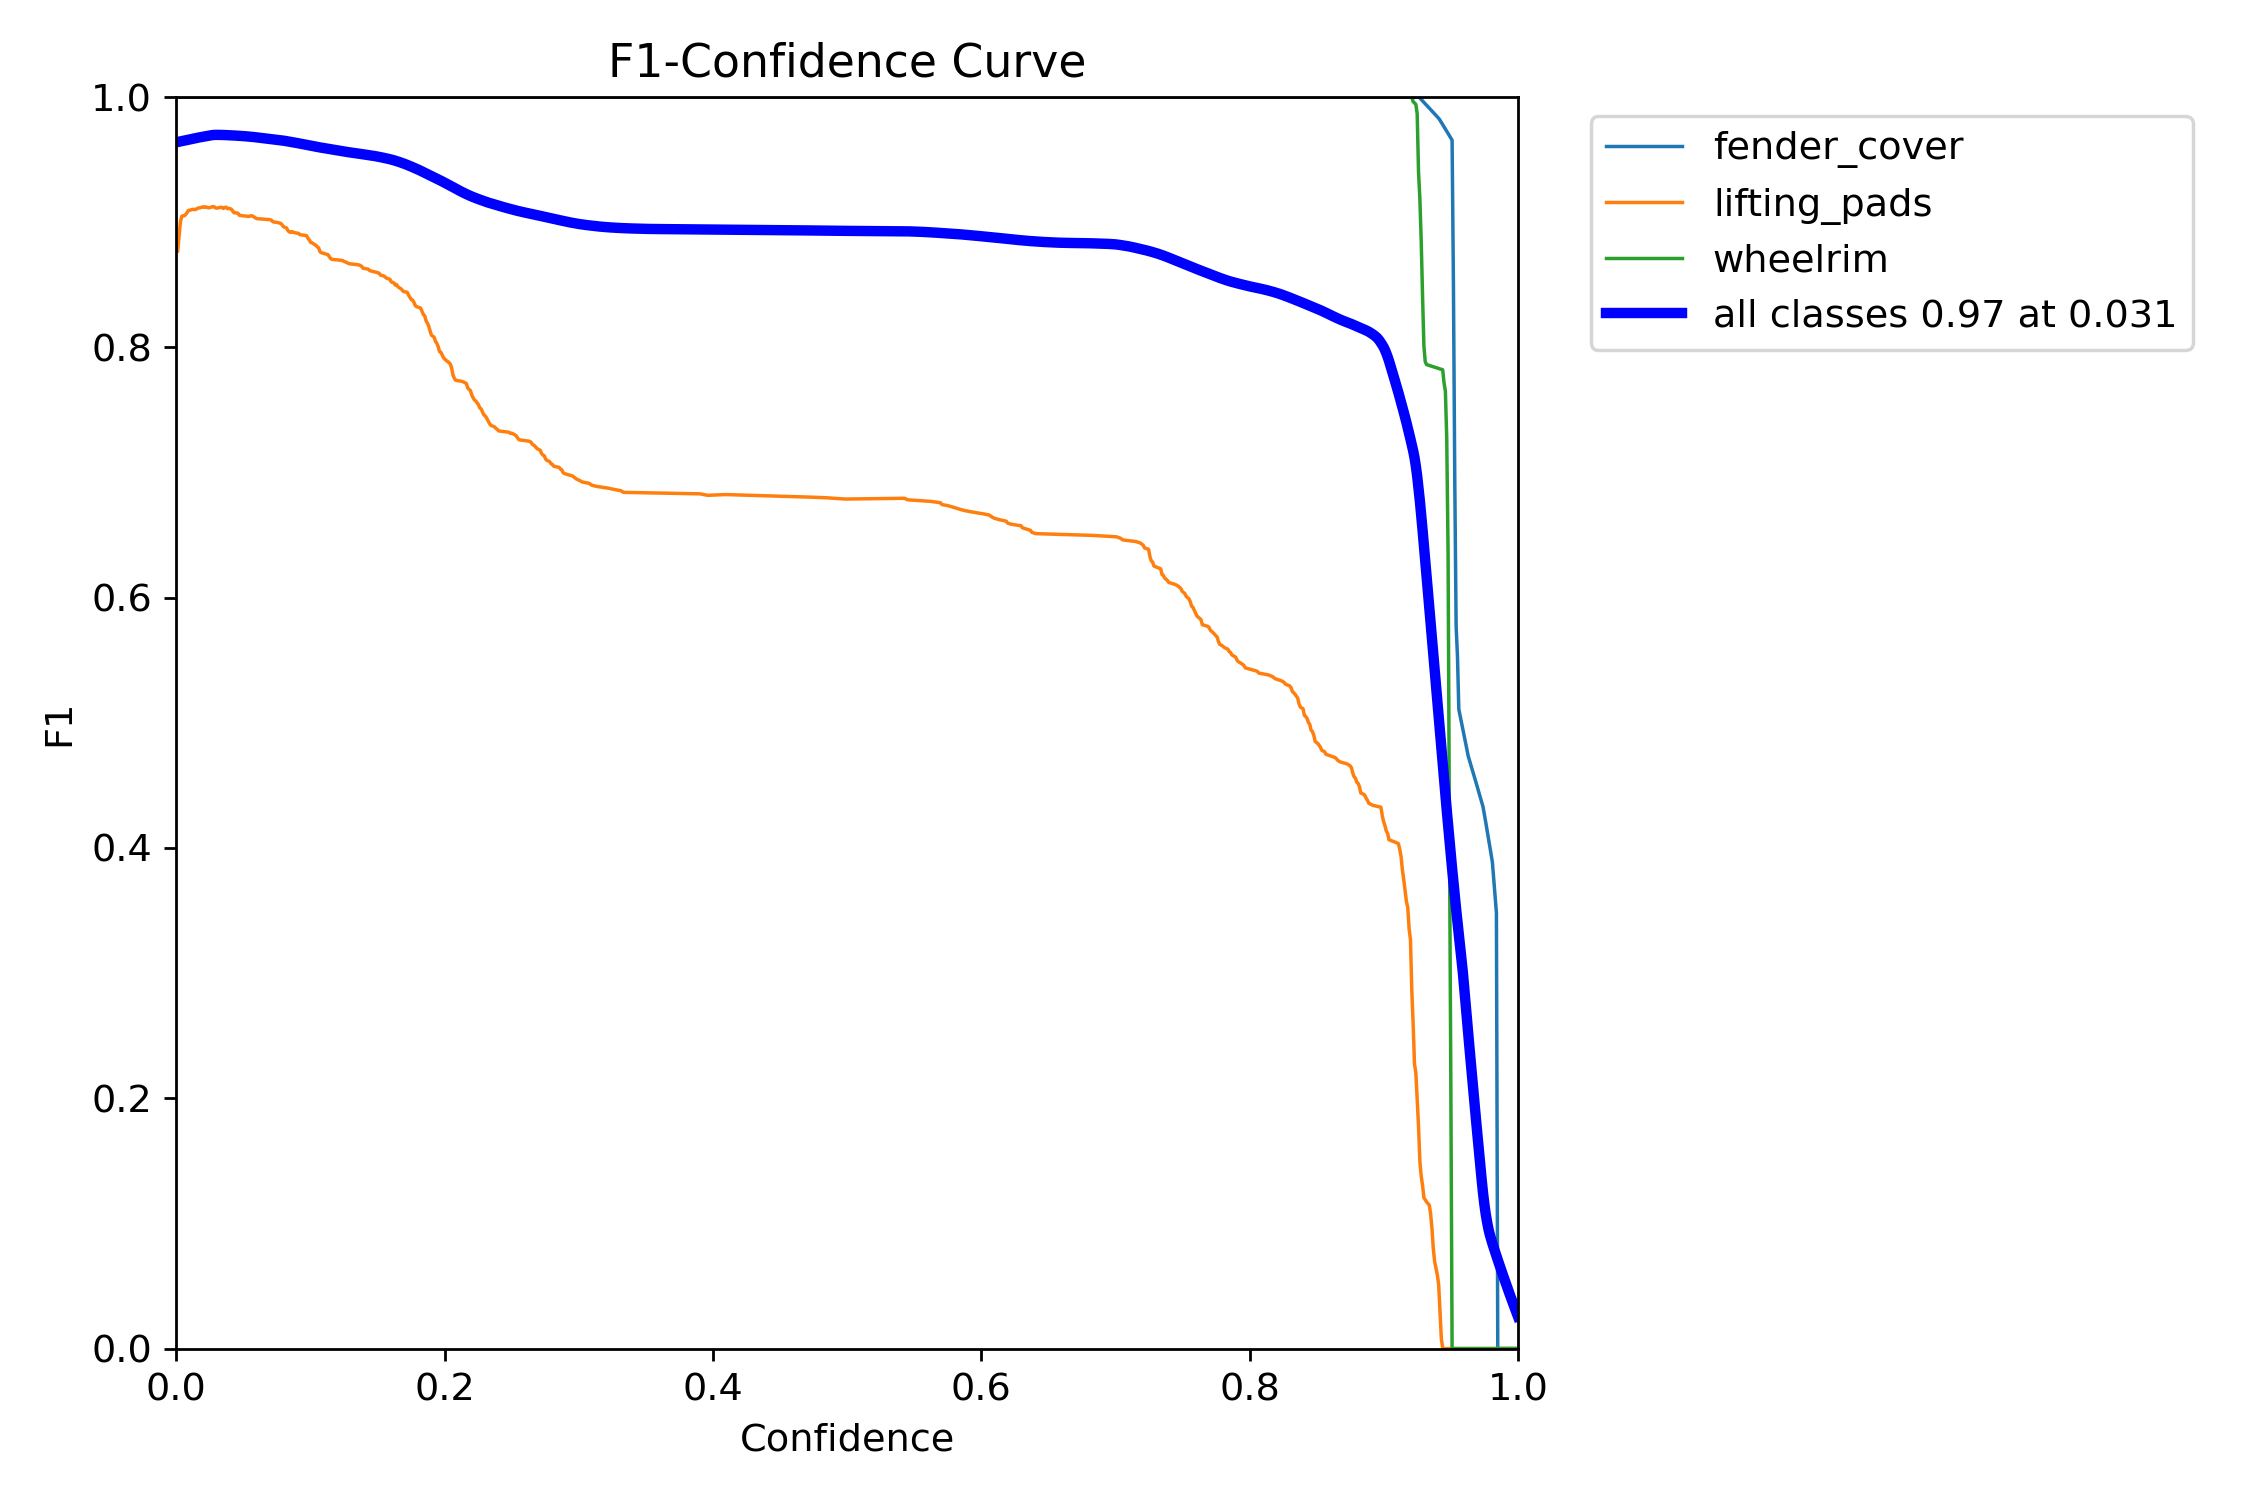 F1-Confidence Curve
1.0
0.8
0.6
0.4
0.2
0.0
F1
0.0 0.2 0.4 0.6 0.8 1.0
Confidence
fender_cover
lifting_pads
wheelrim
all classes 0.97 at 0.031